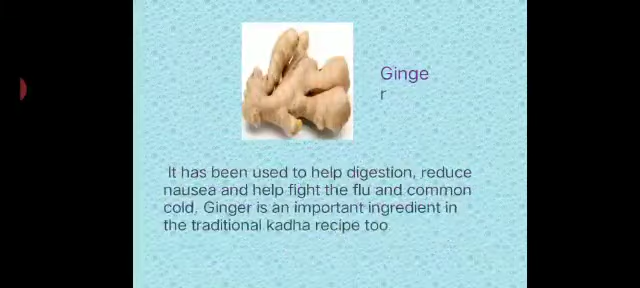 Ginge
r
It has been used to help digestion, reduce
nausea and help fight the flu and common
cold, Ginger is an important ingredient in
the traditional kadha recipe too